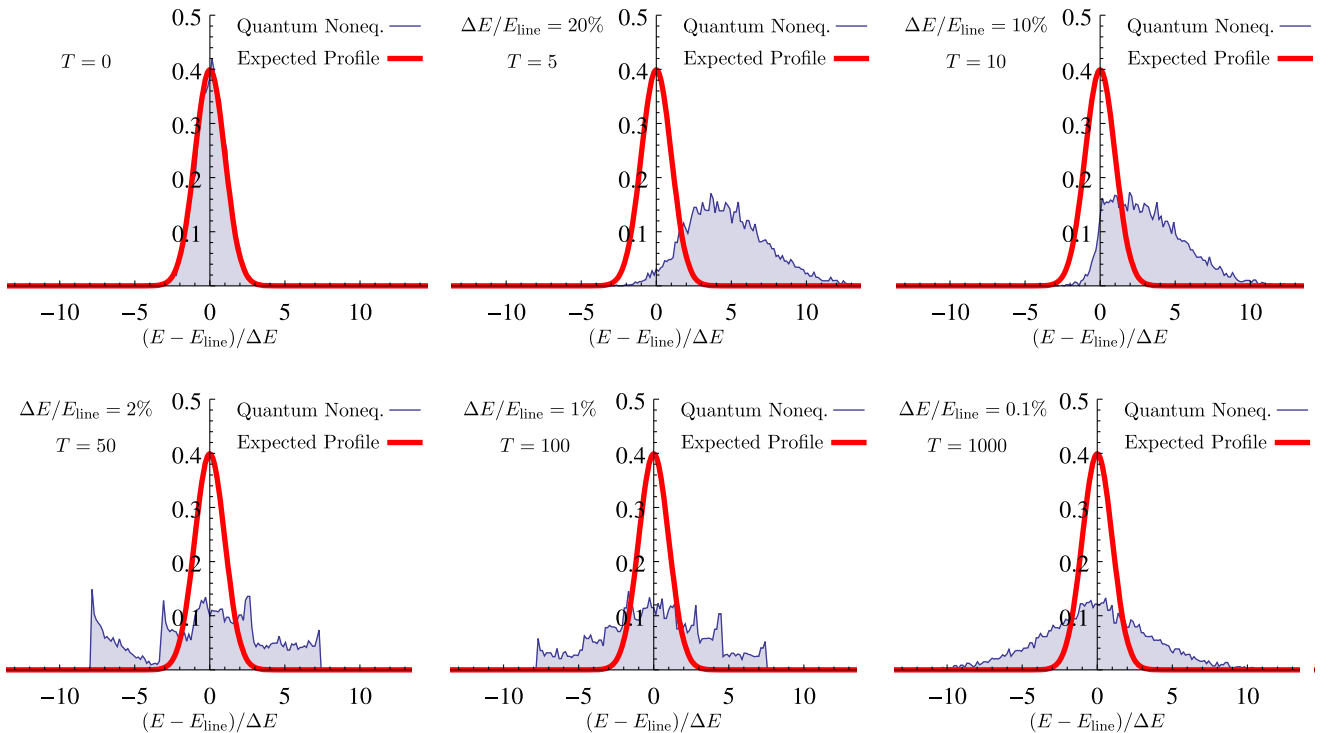 T = 0
0.5
0.4
0.3
0.2
0.1
Quantum Noneq.
Expected Profile
−10 −5 0 5 10
(E − E_line)/ΔE
ΔE/E_line = 20%
T = 5
0.5
0.4
0.3
0.2
0.1
Quantum Noneq.
Expected Profile
−10 −5 0 5 10
(E − E_line)/ΔE
ΔE/E_line = 10%
T = 10
0.5
0.4
0.3
0.2
0.1
Quantum Noneq.
Expected Profile
−10 −5 0 5 10
(E − E_line)/ΔE
ΔE/E_line = 2%
T = 50
0.5
0.4
0.3
0.2
0.1
Quantum Noneq.
Expected Profile
−10 −5 0 5 10
(E − E_line)/ΔE
ΔE/E_line = 1%
T = 100
0.5
0.4
0.3
0.2
0.1
Quantum Noneq.
Expected Profile
−10 −5 0 5 10
(E − E_line)/ΔE
ΔE/E_line = 0.1%
T = 1000
0.5
0.4
0.3
0.2
0.1
Quantum Noneq.
Expected Profile
−10 −5 0 5 10
(E − E_line)/ΔE